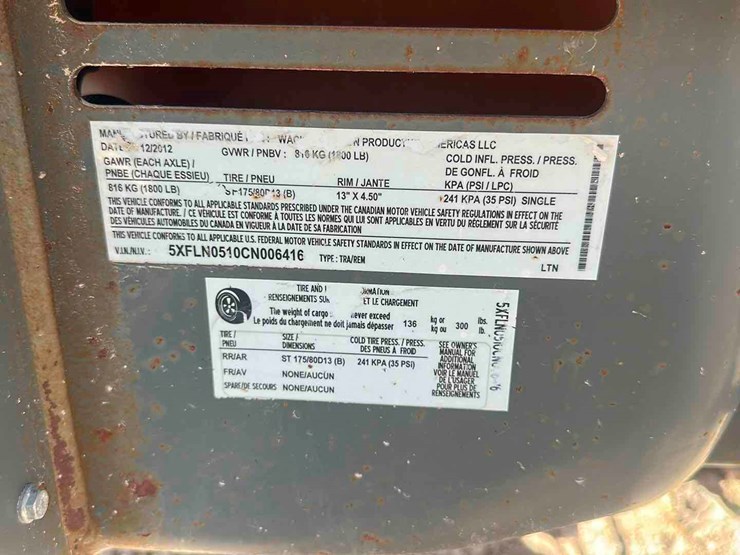 DATE 12/2012
GVWR / PNBV : 816 KG (1800 LB)
GAWR (EACH AXLE) /
PNBE (CHAQUE ESSIEU)
816 KG (1800 LB)
TIRE / PNEU
ST175/80D13 (B)
RIM / JANTE
13" X 4.50"
COLD INFL. PRESS. / PRESS.
DE GONFL. À FROID
KPA (PSI / LPC)
241 KPA (35 PSI) SINGLE
THIS VEHICLE CONFORMS TO ALL APPLICABLE STANDARDS PRESCRIBED UNDER THE CANADIAN MOTOR VEHICLE SAFETY REGULATIONS IN EFFECT ON THE
DATE OF MANUFACTURE. / CE VÉHICULE EST CONFORME À TOUTES LES NORMES QUI LUI SONT APPLICABLES EN VERTU DU RÈGLEMENT SUR LA SÉCURITÉ
DES VÉHICULES AUTOMOBILES DU CANADA EN VIGUEUR À LA DATE DE SA FABRICATION
THIS VEHICLE CONFORMS TO ALL APPLICABLE U.S. FEDERAL MOTOR VEHICLE SAFETY STANDARDS IN EFFECT ON THE DATE OF MANUFACTURE SHOWN ABOVE
V.I.N./N.I.V.: 5XFLN0510CN006416 TYPE: TRA/REM
LTN
TIRE AND
RENSEIGNEMENTS ET LE CHARGEMENT
The weight of cargo never exceed
Le poids du chargement ne doit jamais dépasser
136 kg or 300 lbs.
kg ou lb.
TIRE /
PNEU
SIZE /
DIMENSIONS
COLD TIRE PRESS. / PRESS.
DES PNEUS À FROID
RR/AR ST 175/80D13 (B) 241 KPA (35 PSI)
FR/AV NONE/AUCUN
SPARE/DE SECOURS NONE/AUCUN
SEE OWNER'S
MANUAL FOR
ADDITIONAL
INFORMATION
VOIR LE MANUEL
DE L'USAGER
POUR PLUS DE
RENSEIGNEMENTS